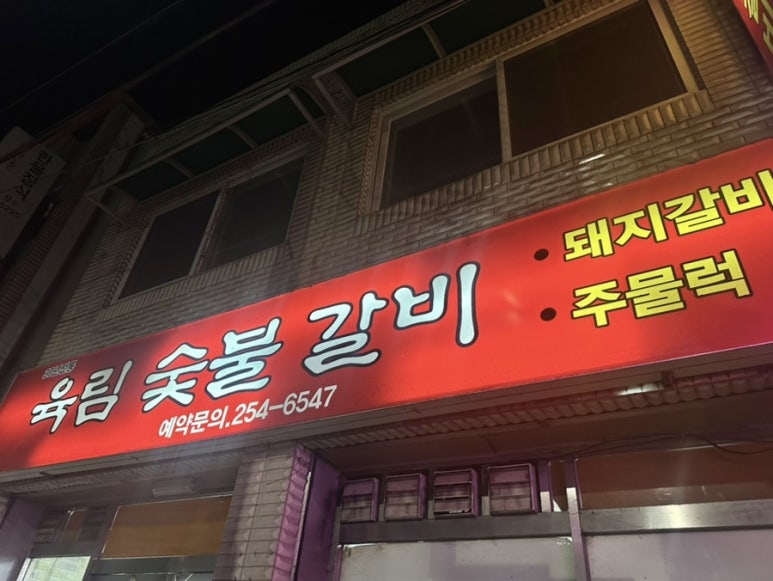 육림 숯불 갈비
예약문의.254-6547
• 돼지갈비
• 주물럭